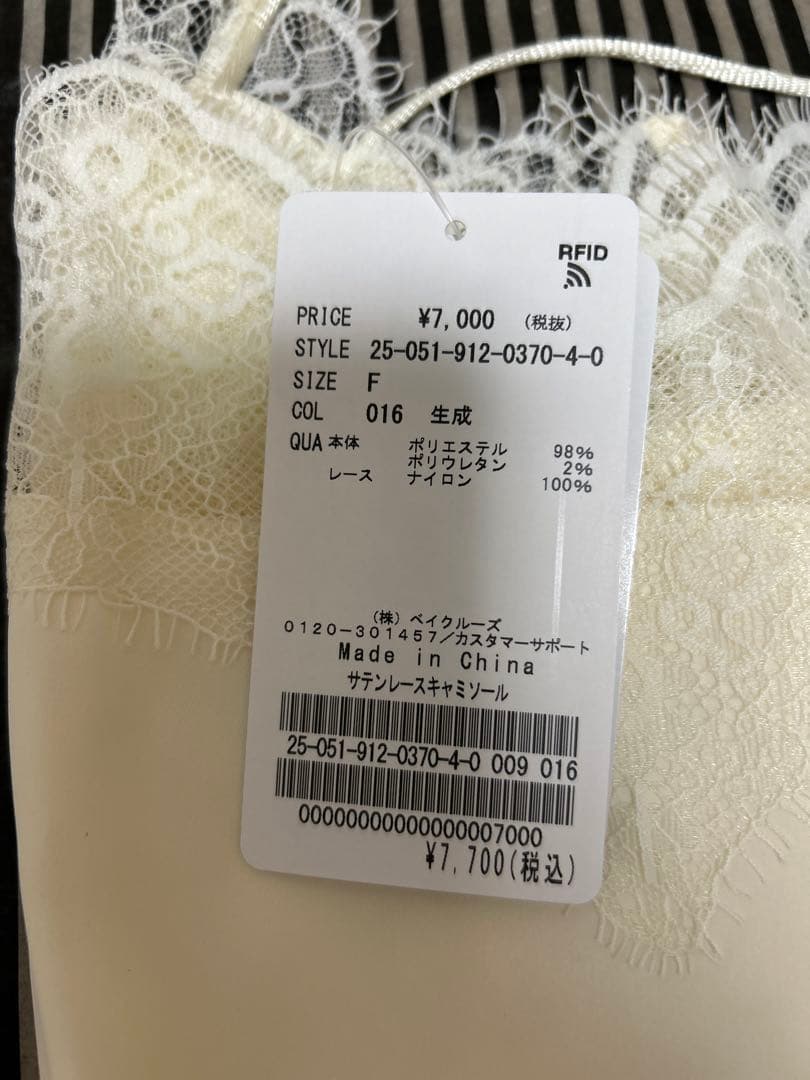 RFID
PRICE ¥7,000 (税抜)
STYLE 25-051-912-0370-4-0
SIZE F
COL 016 生成
QUA 本体 ポリエステル 98%
ポリウレタン 2%
レース ナイロン 100%
(株) ベイクルーズ
0120-301457/カスタマーサポート
Made in China
サテンレースキャミソール
25-051-912-0370-4-0 009 016
00000000000000007000
¥7,700(税込)